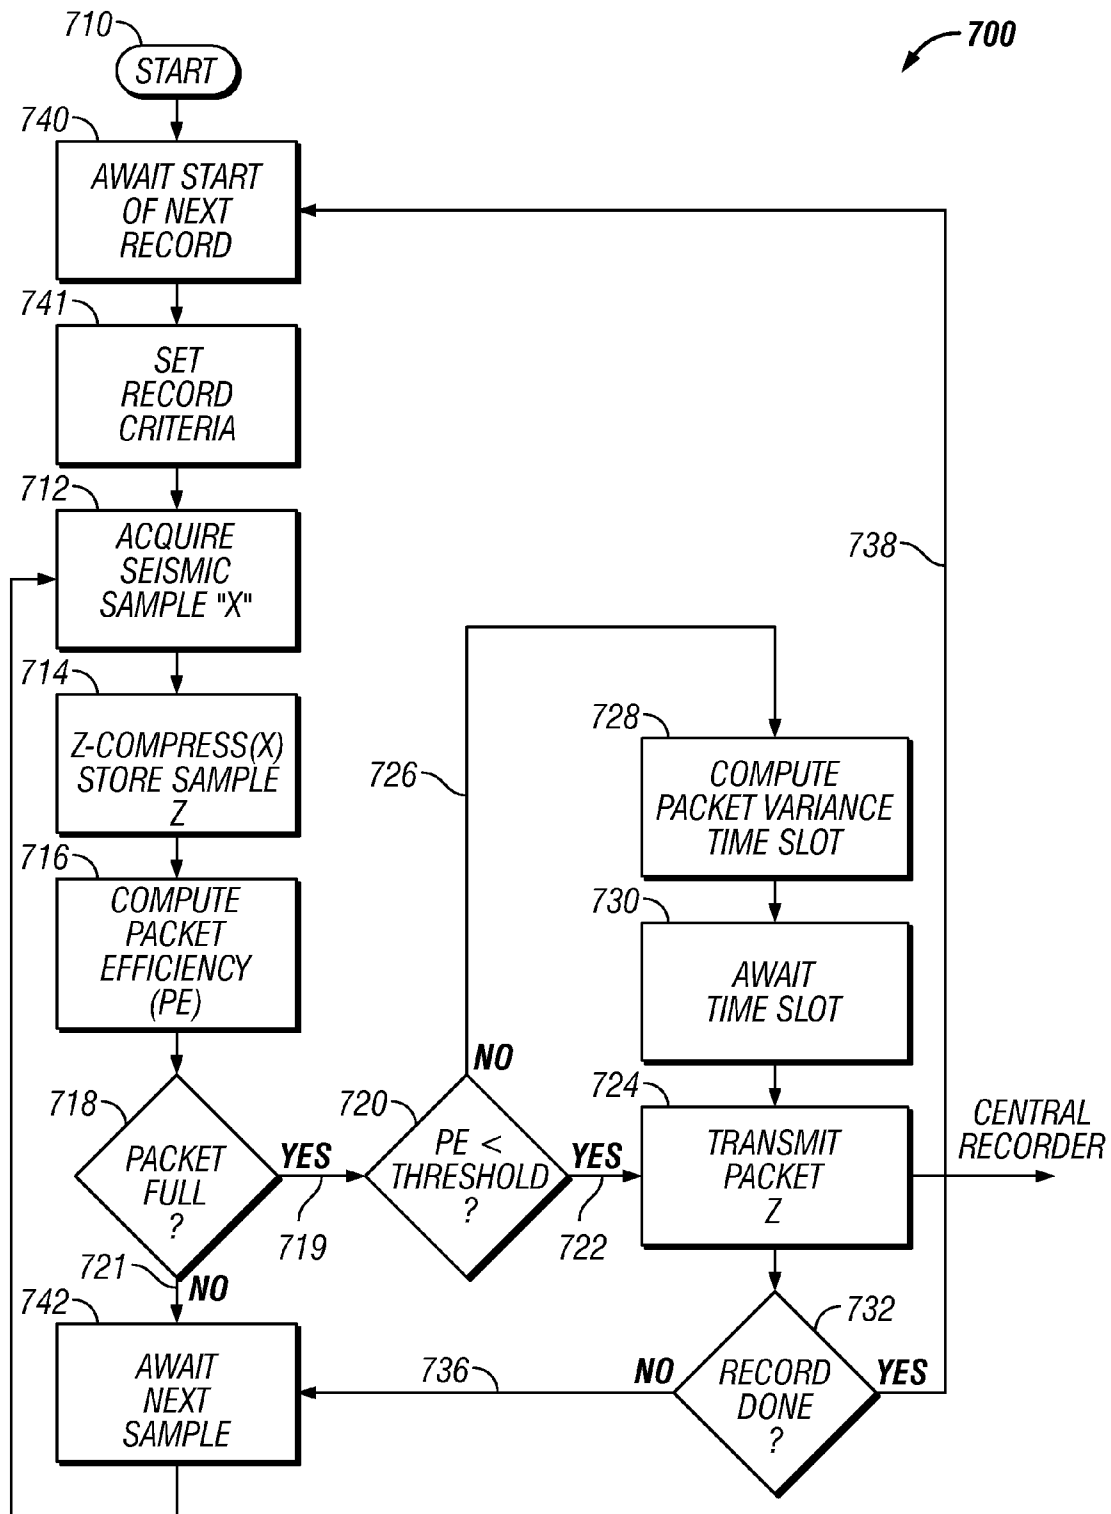 710
START
700
740
AWAIT START
OF NEXT
RECORD
741
SET
RECORD
CRITERIA
712
ACQUIRE
SEISMIC
SAMPLE "X"
738
714
Z-COMPRESS(X)
STORE SAMPLE
Z
726
728
COMPUTE
PACKET VARIANCE
TIME SLOT
716
COMPUTE
PACKET
EFFICIENCY
(PE)
730
AWAIT
TIME SLOT
NO
718
PACKET
FULL
?
YES
719
720
PE <
THRESHOLD
?
YES
722
724
TRANSMIT
PACKET
Z
CENTRAL
RECORDER
721
NO
742
AWAIT
NEXT
SAMPLE
736
NO
732
RECORD
DONE
?
YES